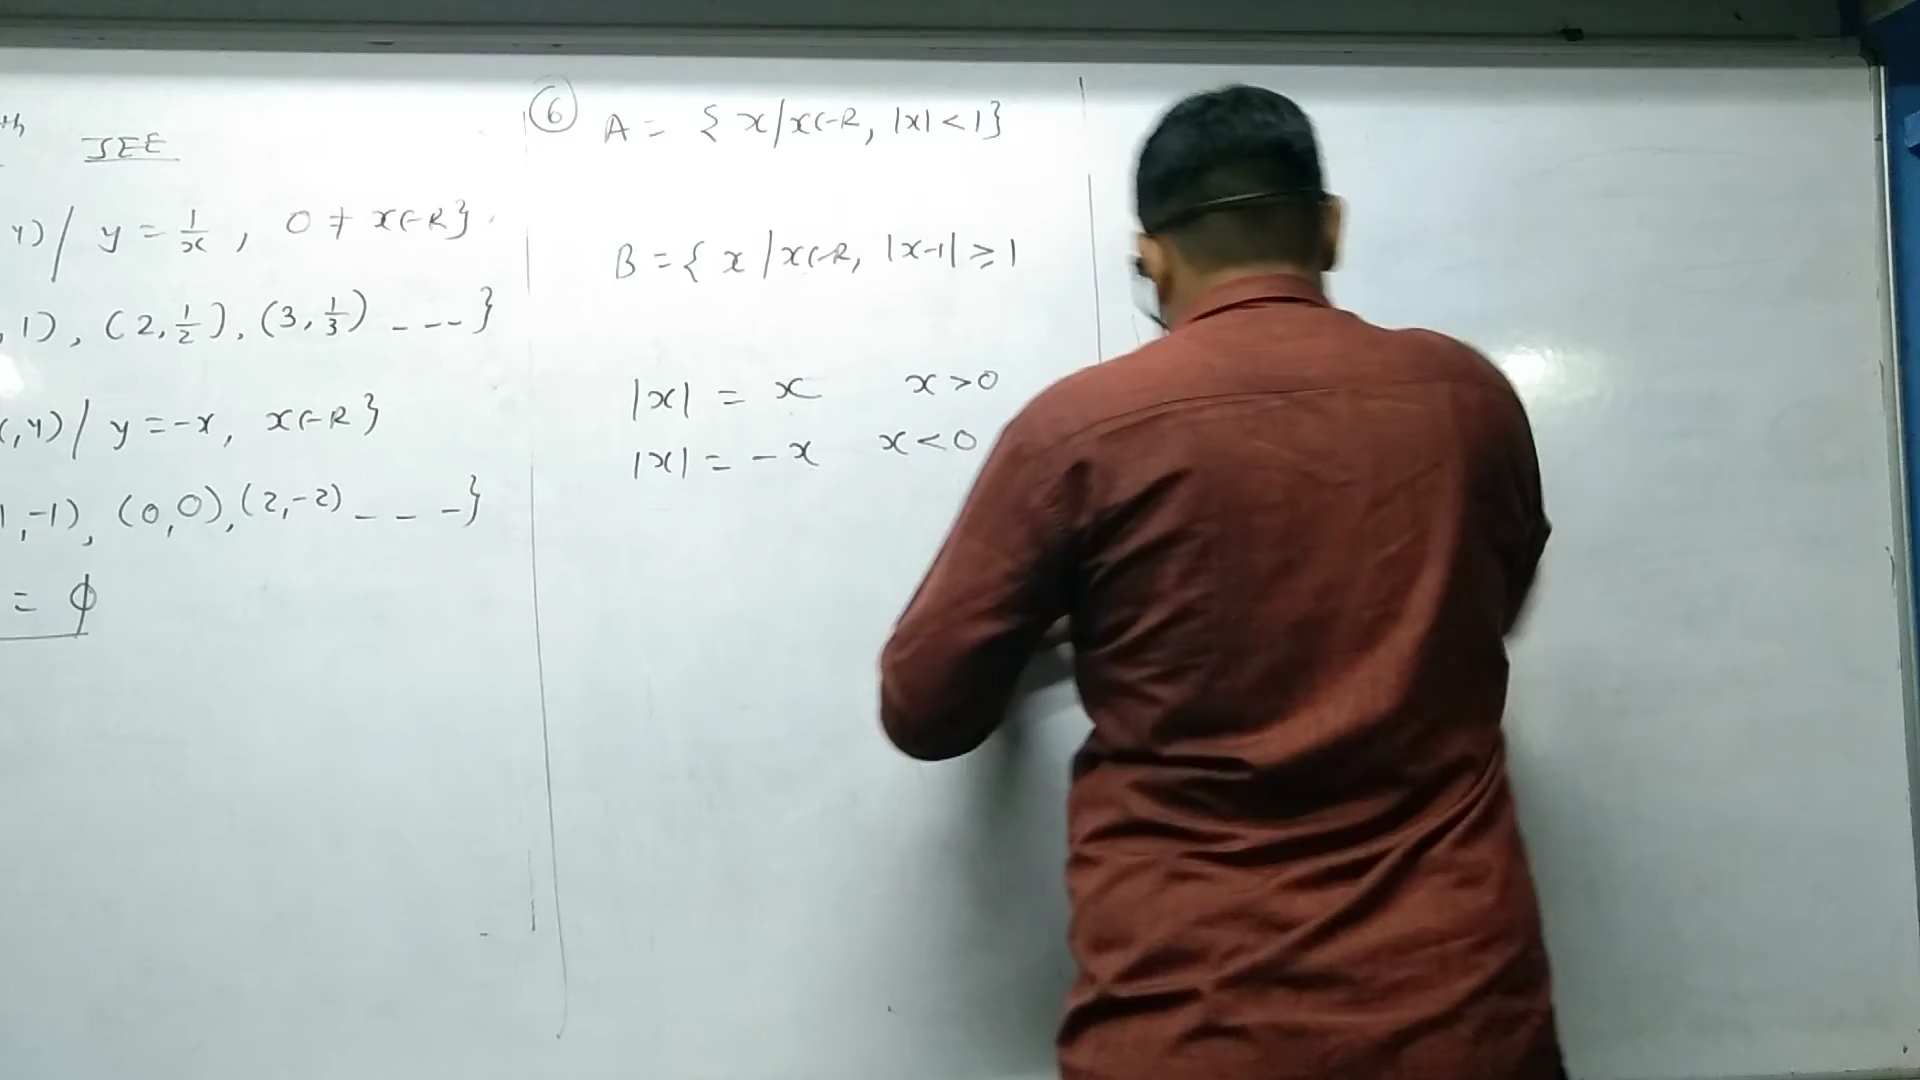 th
JEE
y) / y = 1/x , 0 ≠ x∈R}.
, 1), (2, 1/2), (3, 1/3) - - - }
(,y) / y = -x, x∈R}
1,-1), (0,0), (2,-2) - - - }
= φ
⑥ A = { x/x∈R, |x|<1}
B = { x |x∈R, |x-1| ≥ 1
|x| = x x>0
|x| = -x x<0